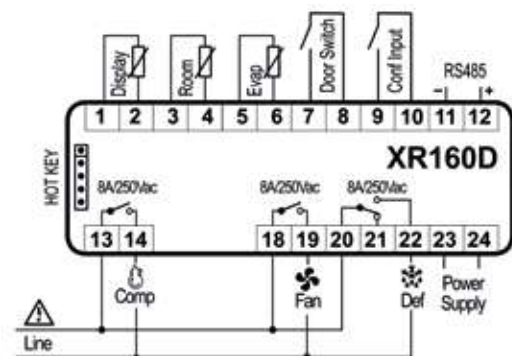 Display
Room
Evap
Door Switch
Conf Input
RS485
- +
1 2 3 4 5 6 7 8 9 10 11 12
XR160D
HOT KEY
8A/250Vac 8A/250Vac 8A/250Vac
13 14 18 19 20 21 22 23 24
Comp
Fan
Def
Power
Supply
Line